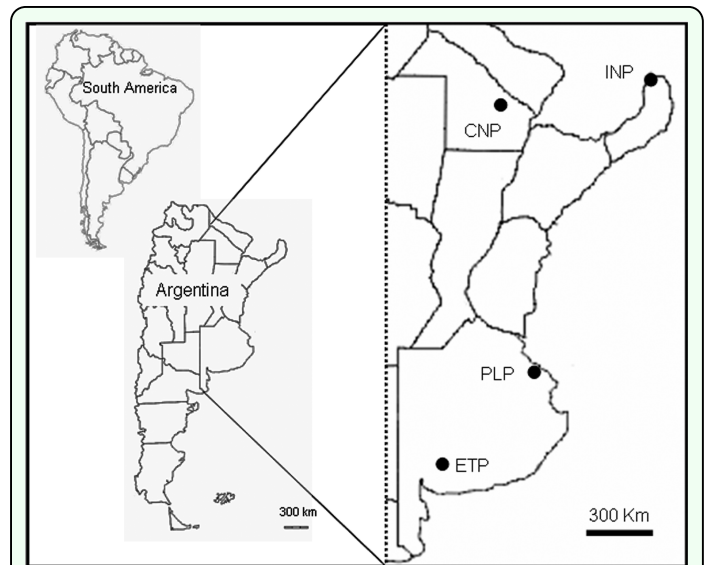 South America
Argentina
300 km
INP
CNP
PLP
ETP
300 Km